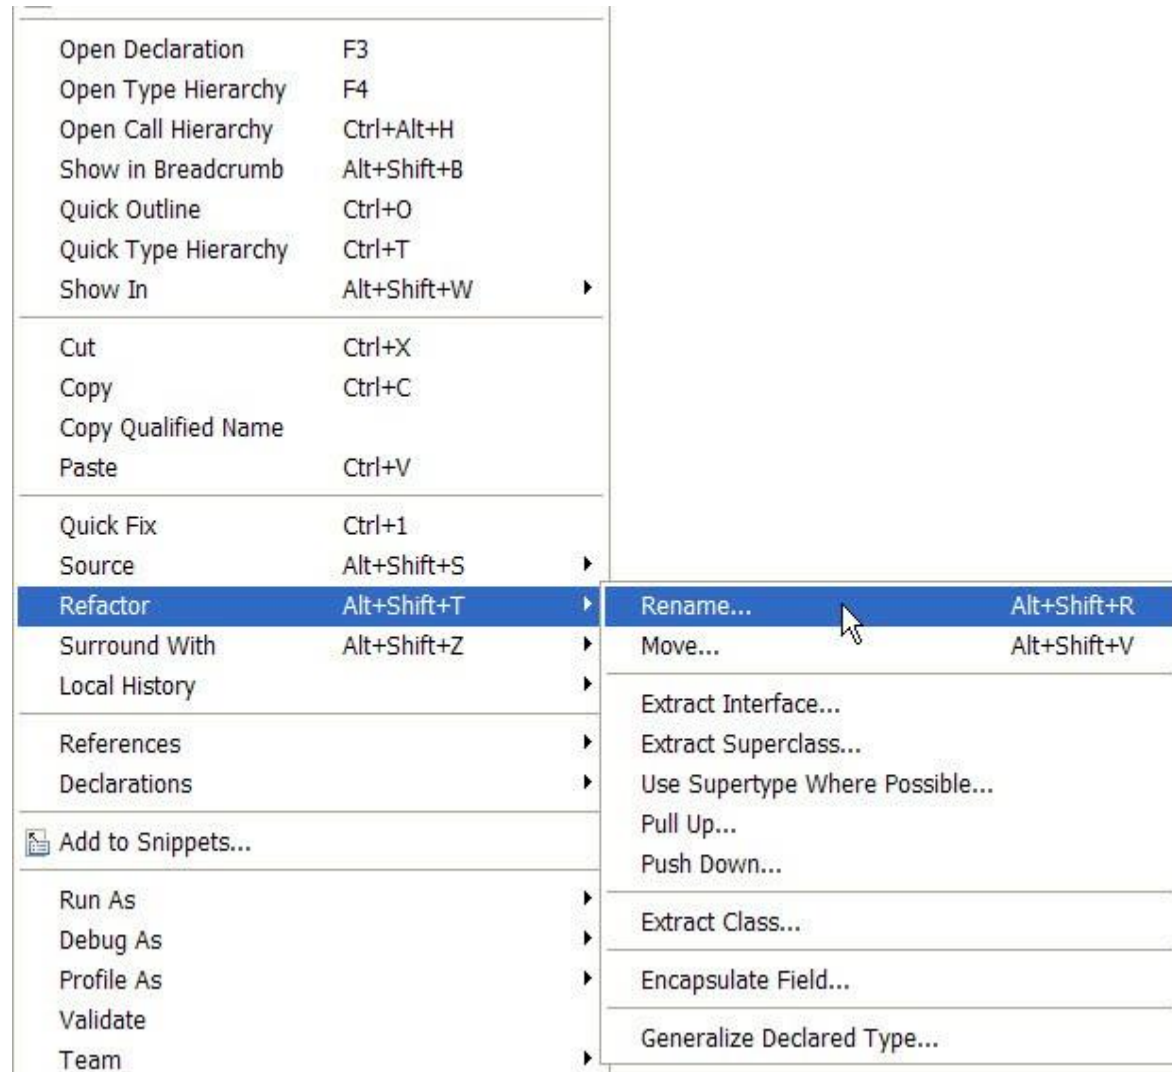 Open Declaration F3
Open Type Hierarchy F4
Open Call Hierarchy Ctrl+Alt+H
Show in Breadcrumb Alt+Shift+B
Quick Outline Ctrl+O
Quick Type Hierarchy Ctrl+T
Show In Alt+Shift+W
Cut Ctrl+X
Copy Ctrl+C
Copy Qualified Name
Paste Ctrl+V
Quick Fix Ctrl+1
Source Alt+Shift+S
Refactor Alt+Shift+T
Surround With Alt+Shift+Z
Local History
References
Declarations
Add to Snippets...
Run As
Debug As
Profile As
Validate
Team
Rename... Alt+Shift+R
Move... Alt+Shift+V
Extract Interface...
Extract Superclass...
Use Supertype Where Possible...
Pull Up...
Push Down...
Extract Class...
Encapsulate Field...
Generalize Declared Type...